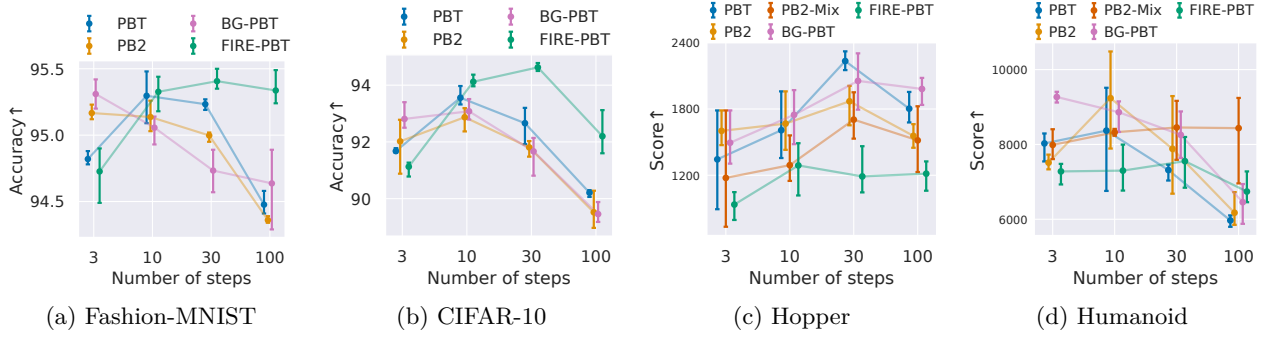 PBT
BG-PBT
PB2
FIRE-PBT
Accuracy↑
95.5
95.0
94.5
3
10
30
100
Number of steps
(a) Fashion-MNIST
PBT
BG-PBT
PB2
FIRE-PBT
Accuracy↑
94
92
90
3
10
30
100
Number of steps
(b) CIFAR-10
PBT
PB2-Mix
FIRE-PBT
PB2
BG-PBT
Score↑
2400
1800
1200
3
10
30
100
Number of steps
(c) Hopper
PBT
PB2-Mix
FIRE-PBT
PB2
BG-PBT
Score↑
10000
8000
6000
3
10
30
100
Number of steps
(d) Humanoid